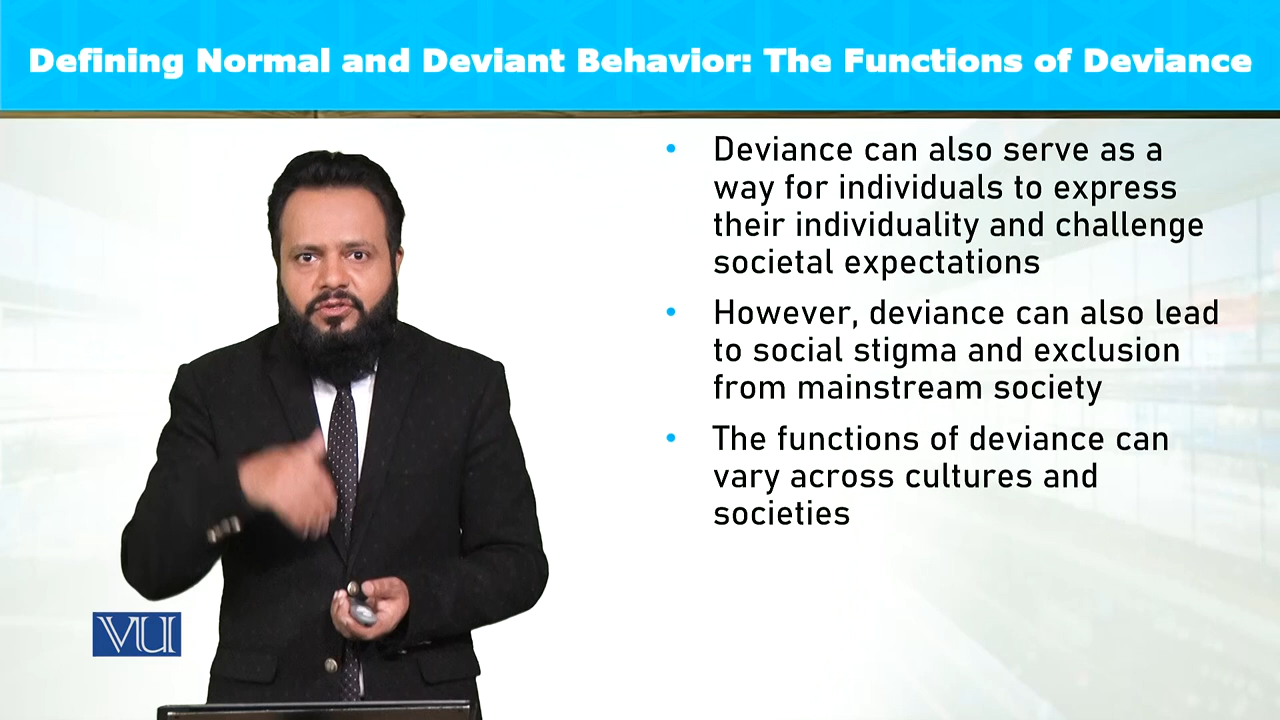 Defining Normal and Deviant Behavior: The Functions of Deviance
• Deviance can also serve as a
way for individuals to express
their individuality and challenge
societal expectations
• However, deviance can also lead
to social stigma and exclusion
from mainstream society
• The functions of deviance can
vary across cultures and
societies
VU